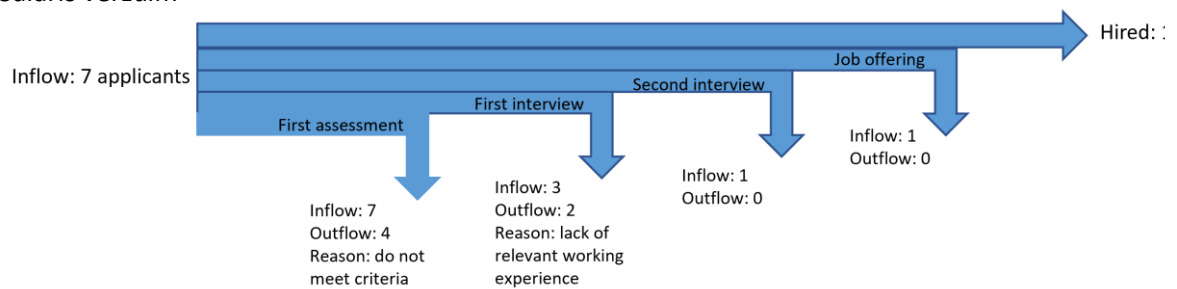 Hired: 1
Inflow: 7 applicants
Job offering
Second interview
First interview
First assessment
Inflow: 1
Outflow: 0
Inflow: 1
Outflow: 0
Inflow: 3
Outflow: 2
Reason: lack of
relevant working
experience
Inflow: 7
Outflow: 4
Reason: do not
meet criteria